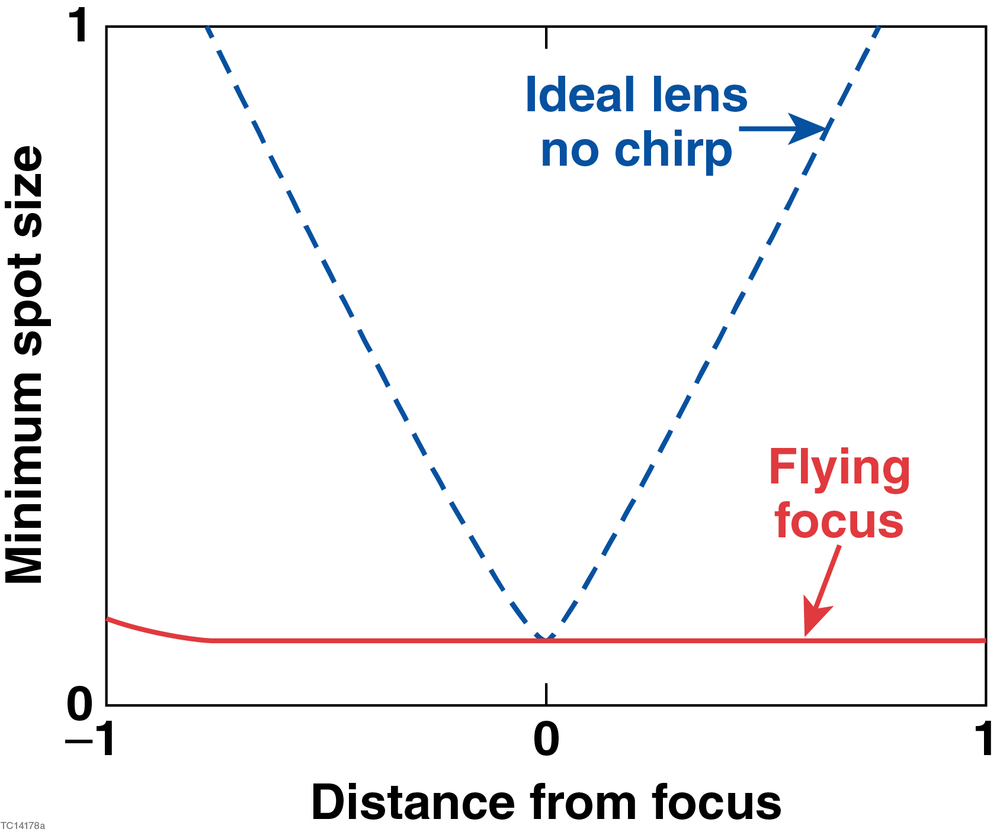 1
Ideal lens
no chirp
Minimum spot size
Flying
focus
0
–1
0
1
Distance from focus
TC14178a